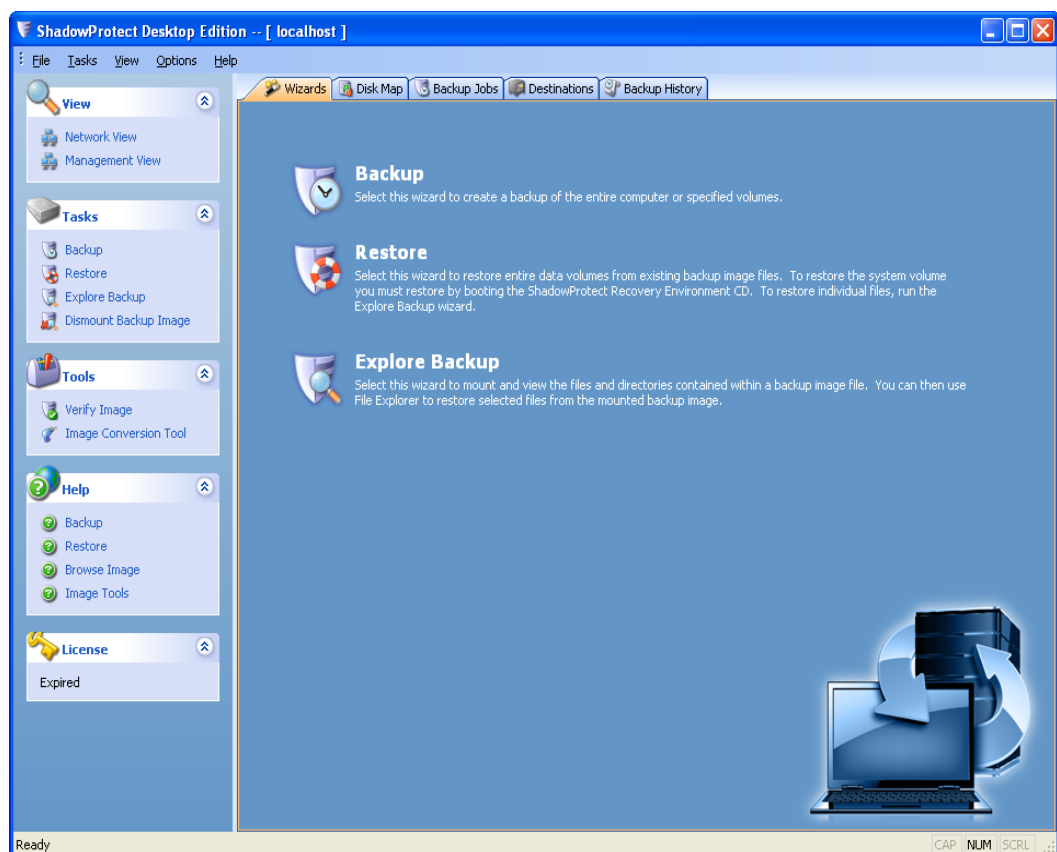 ShadowProtect Desktop Edition -- [ localhost ]
File Tasks View Options Help
View
Network View
Management View
Tasks
Backup
Restore
Explore Backup
Dismount Backup Image
Tools
Verify Image
Image Conversion Tool
Help
Backup
Restore
Browse Image
Image Tools
License
Expired
Wizards Disk Map Backup Jobs Destinations Backup History
Backup
Select this wizard to create a backup of the entire computer or specified volumes.
Restore
Select this wizard to restore entire data volumes from existing backup image files. To restore the system volume
you must restore by booting the ShadowProtect Recovery Environment CD. To restore individual files, run the
Explore Backup wizard.
Explore Backup
Select this wizard to mount and view the files and directories contained within a backup image file. You can then use
File Explorer to restore selected files from the mounted backup image.
Ready
CAP NUM SCRL